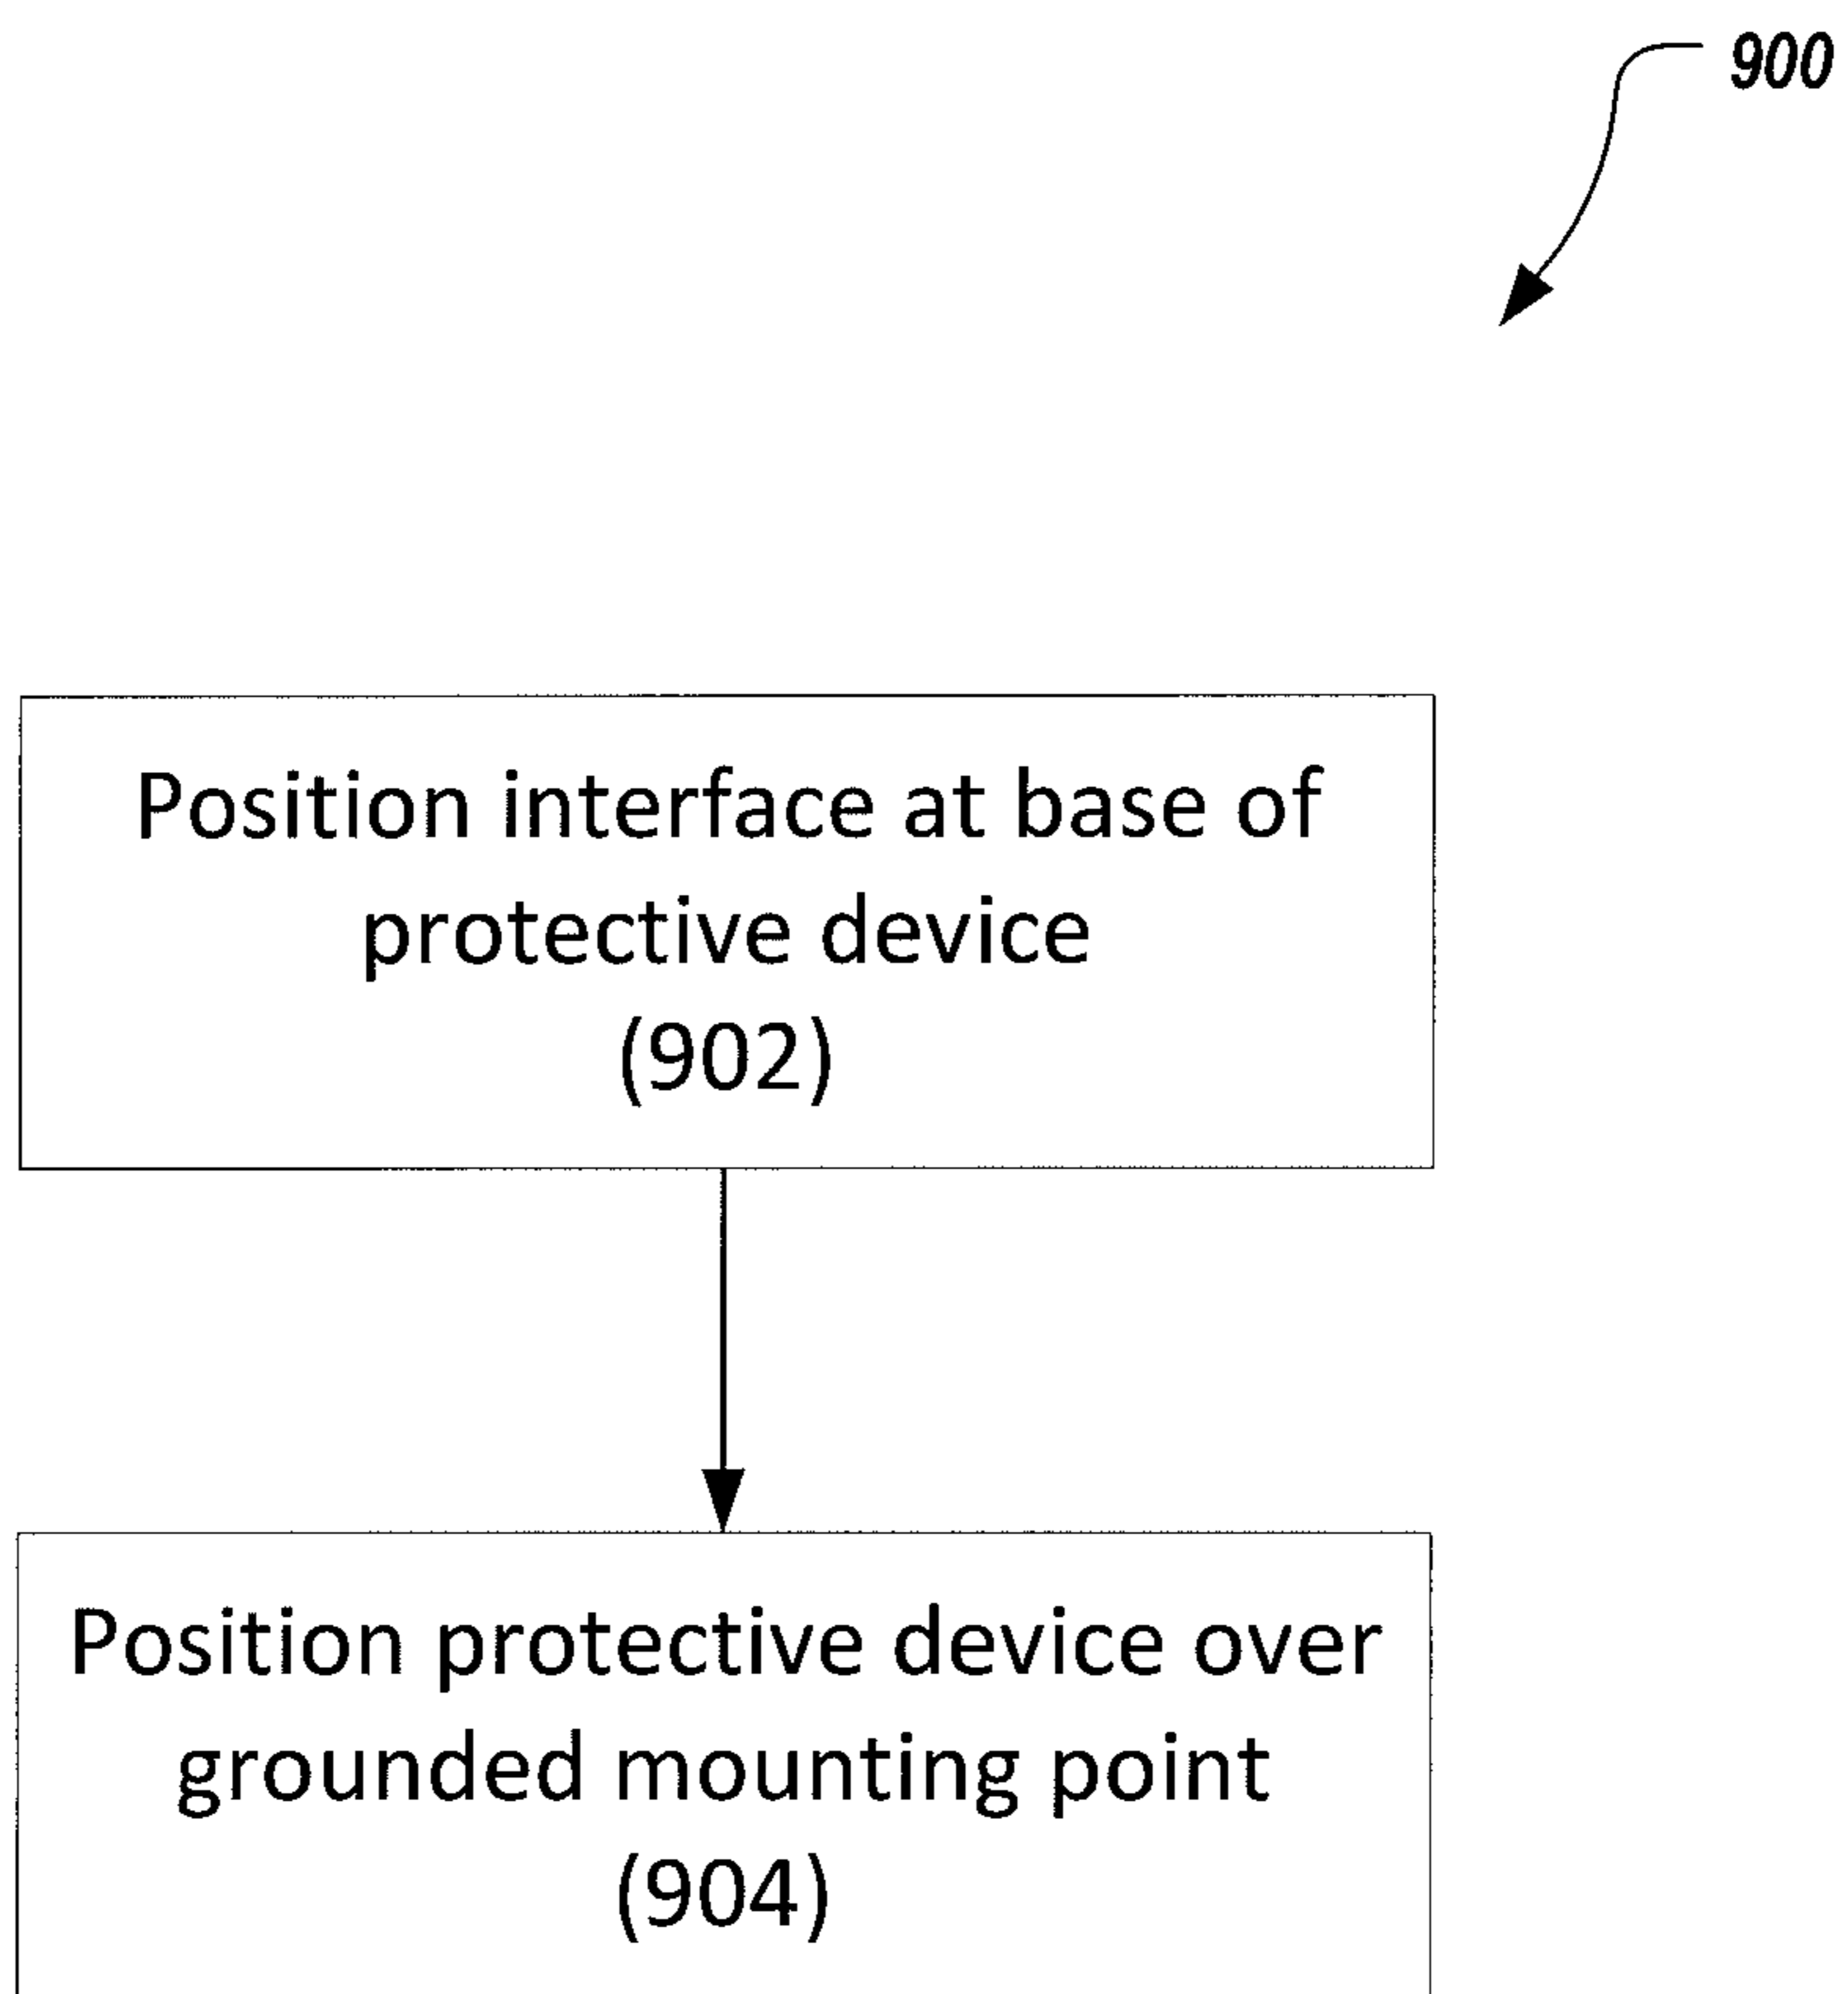 900
Position interface at base of
protective device
(902)
Position protective device over
grounded mounting point
(904)